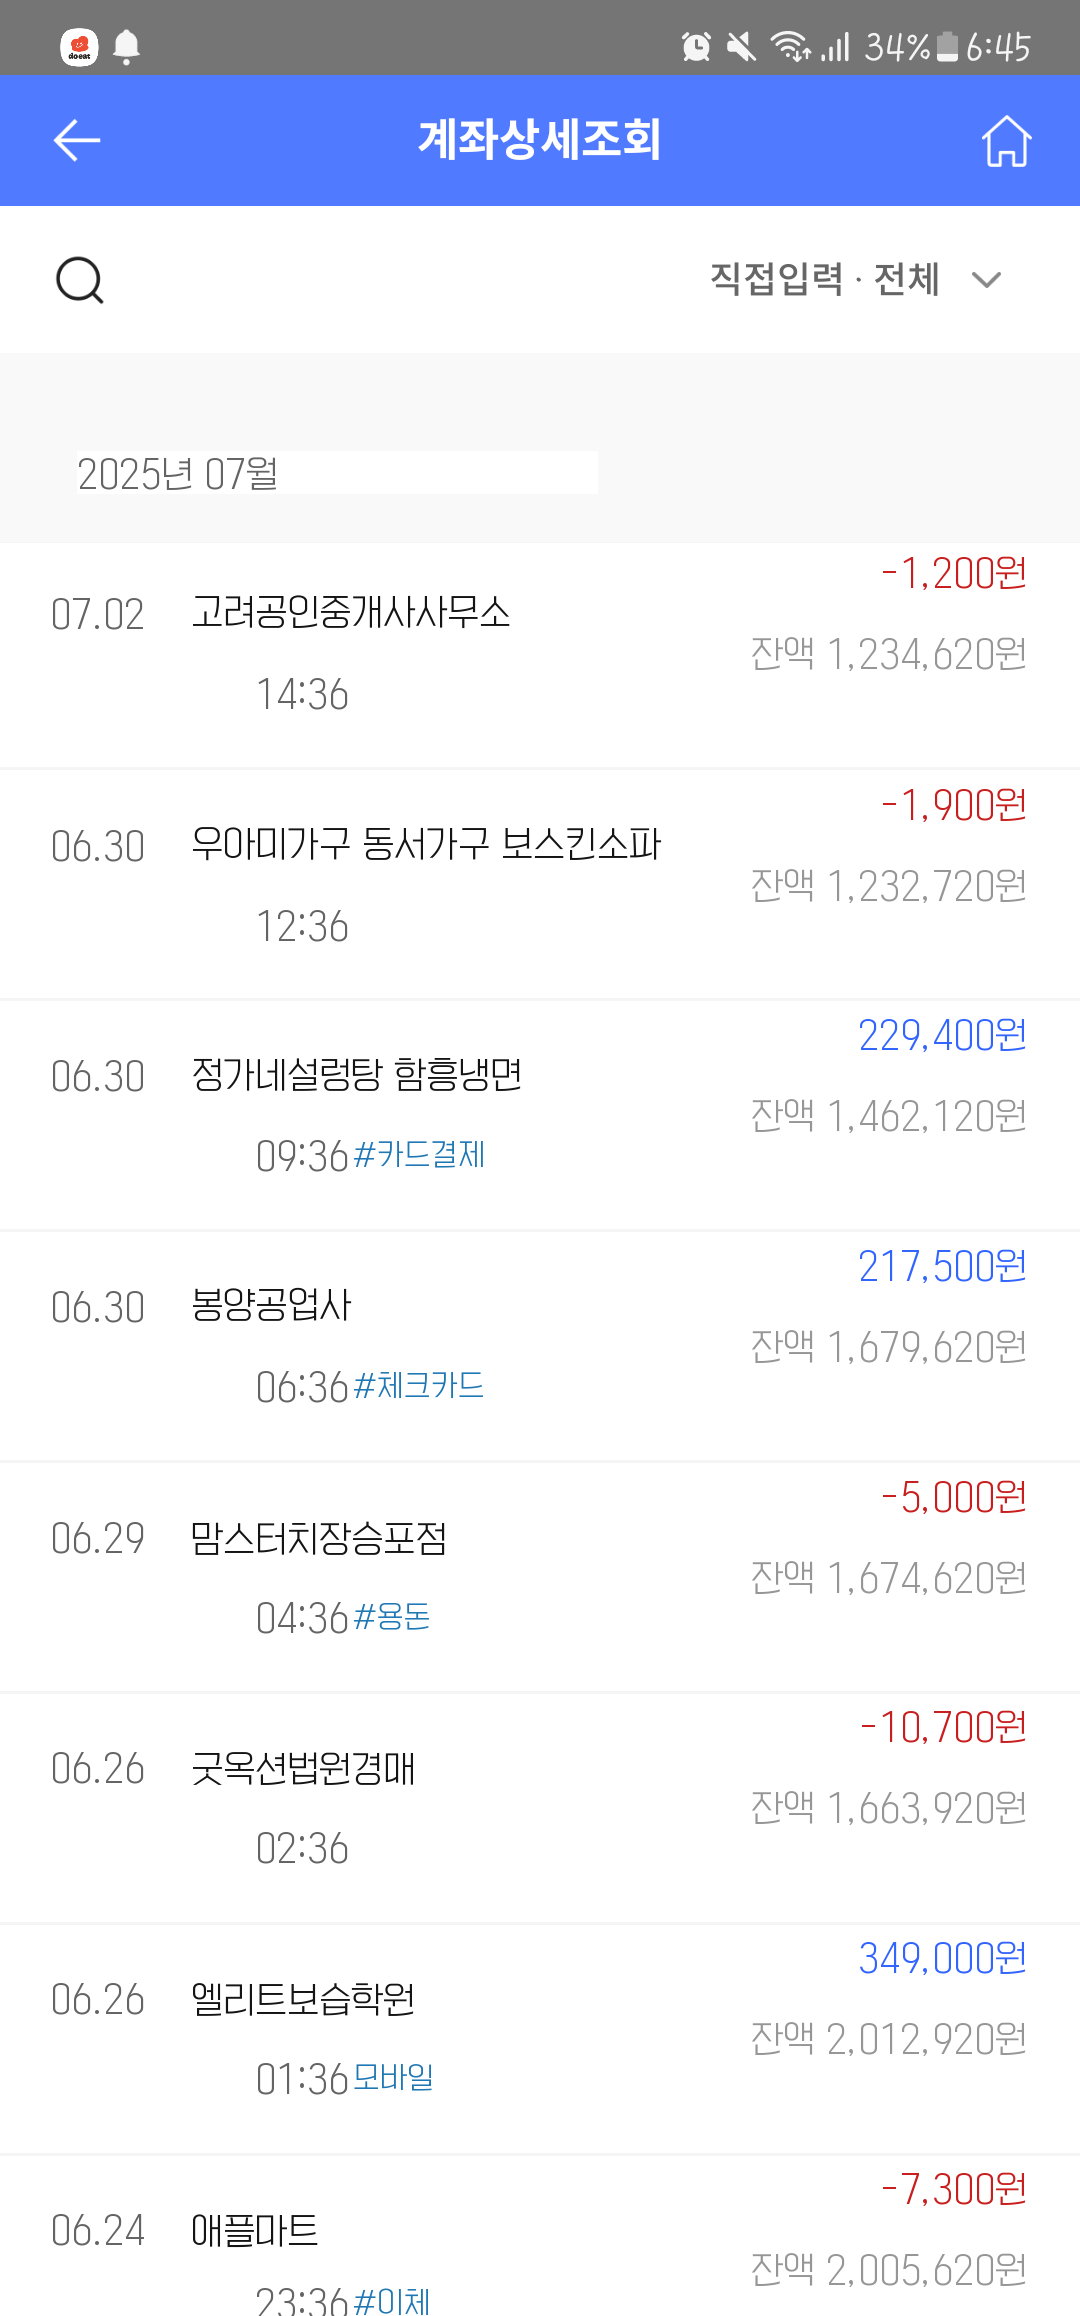 doeat
34% 6:45
계좌상세조회
직접입력 · 전체
2025년 07월
-1,200원
07.02 고려공인중개사사무소
잔액 1,234,620원
14:36
-1,900원
06.30 우아미가구 동서가구 보스킨소파
잔액 1,232,720원
12:36
229,400원
06.30 정가네설렁탕 함흥냉면
잔액 1,462,120원
09:36 #카드결제
217,500원
06.30 봉양공업사
잔액 1,679,620원
06:36 #체크카드
-5,000원
06.29 맘스터치장승포점
잔액 1,674,620원
04:36 #용돈
-10,700원
06.26 굿옥션법원경매
잔액 1,663,920원
02:36
349,000원
06.26 엘리트보습학원
잔액 2,012,920원
01:36 모바일
-7,300원
06.24 애플마트
잔액 2,005,620원
23:36 #이체